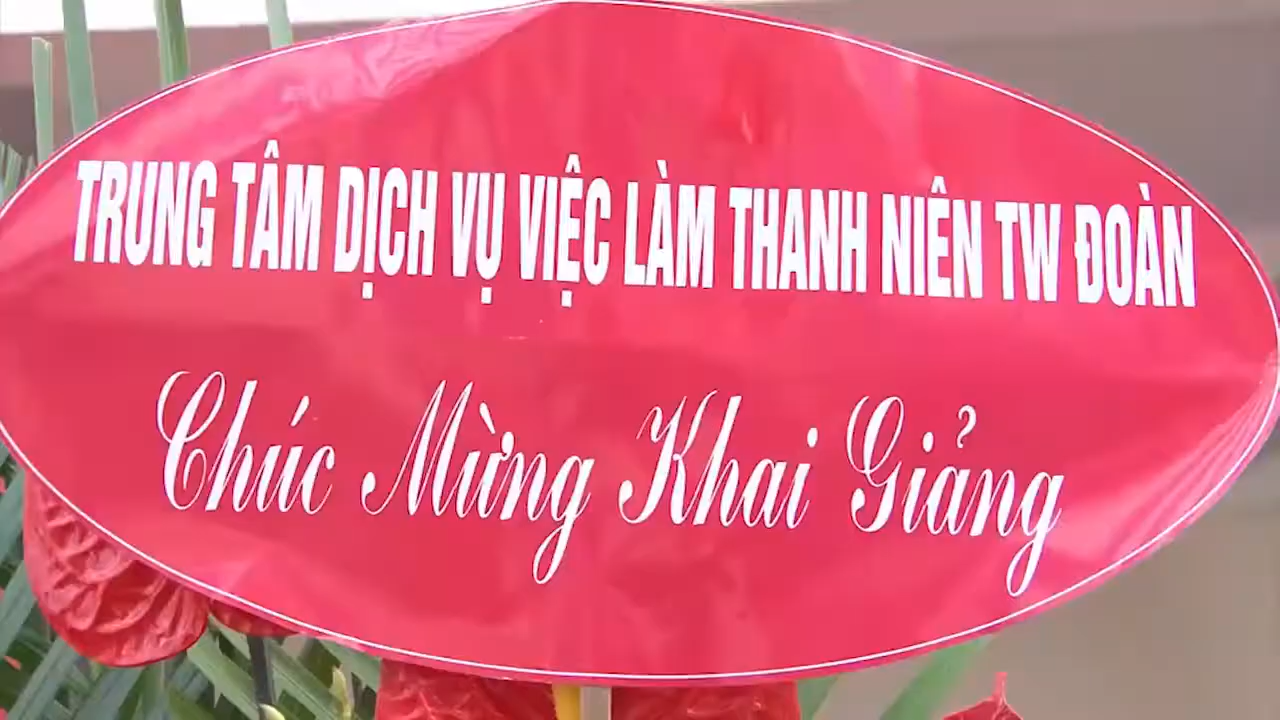 TRUNG TÂM DỊCH VỤ VIỆC LÀM THANH NIÊN TW ĐOÀN
Chúc Mừng Khai Giảng